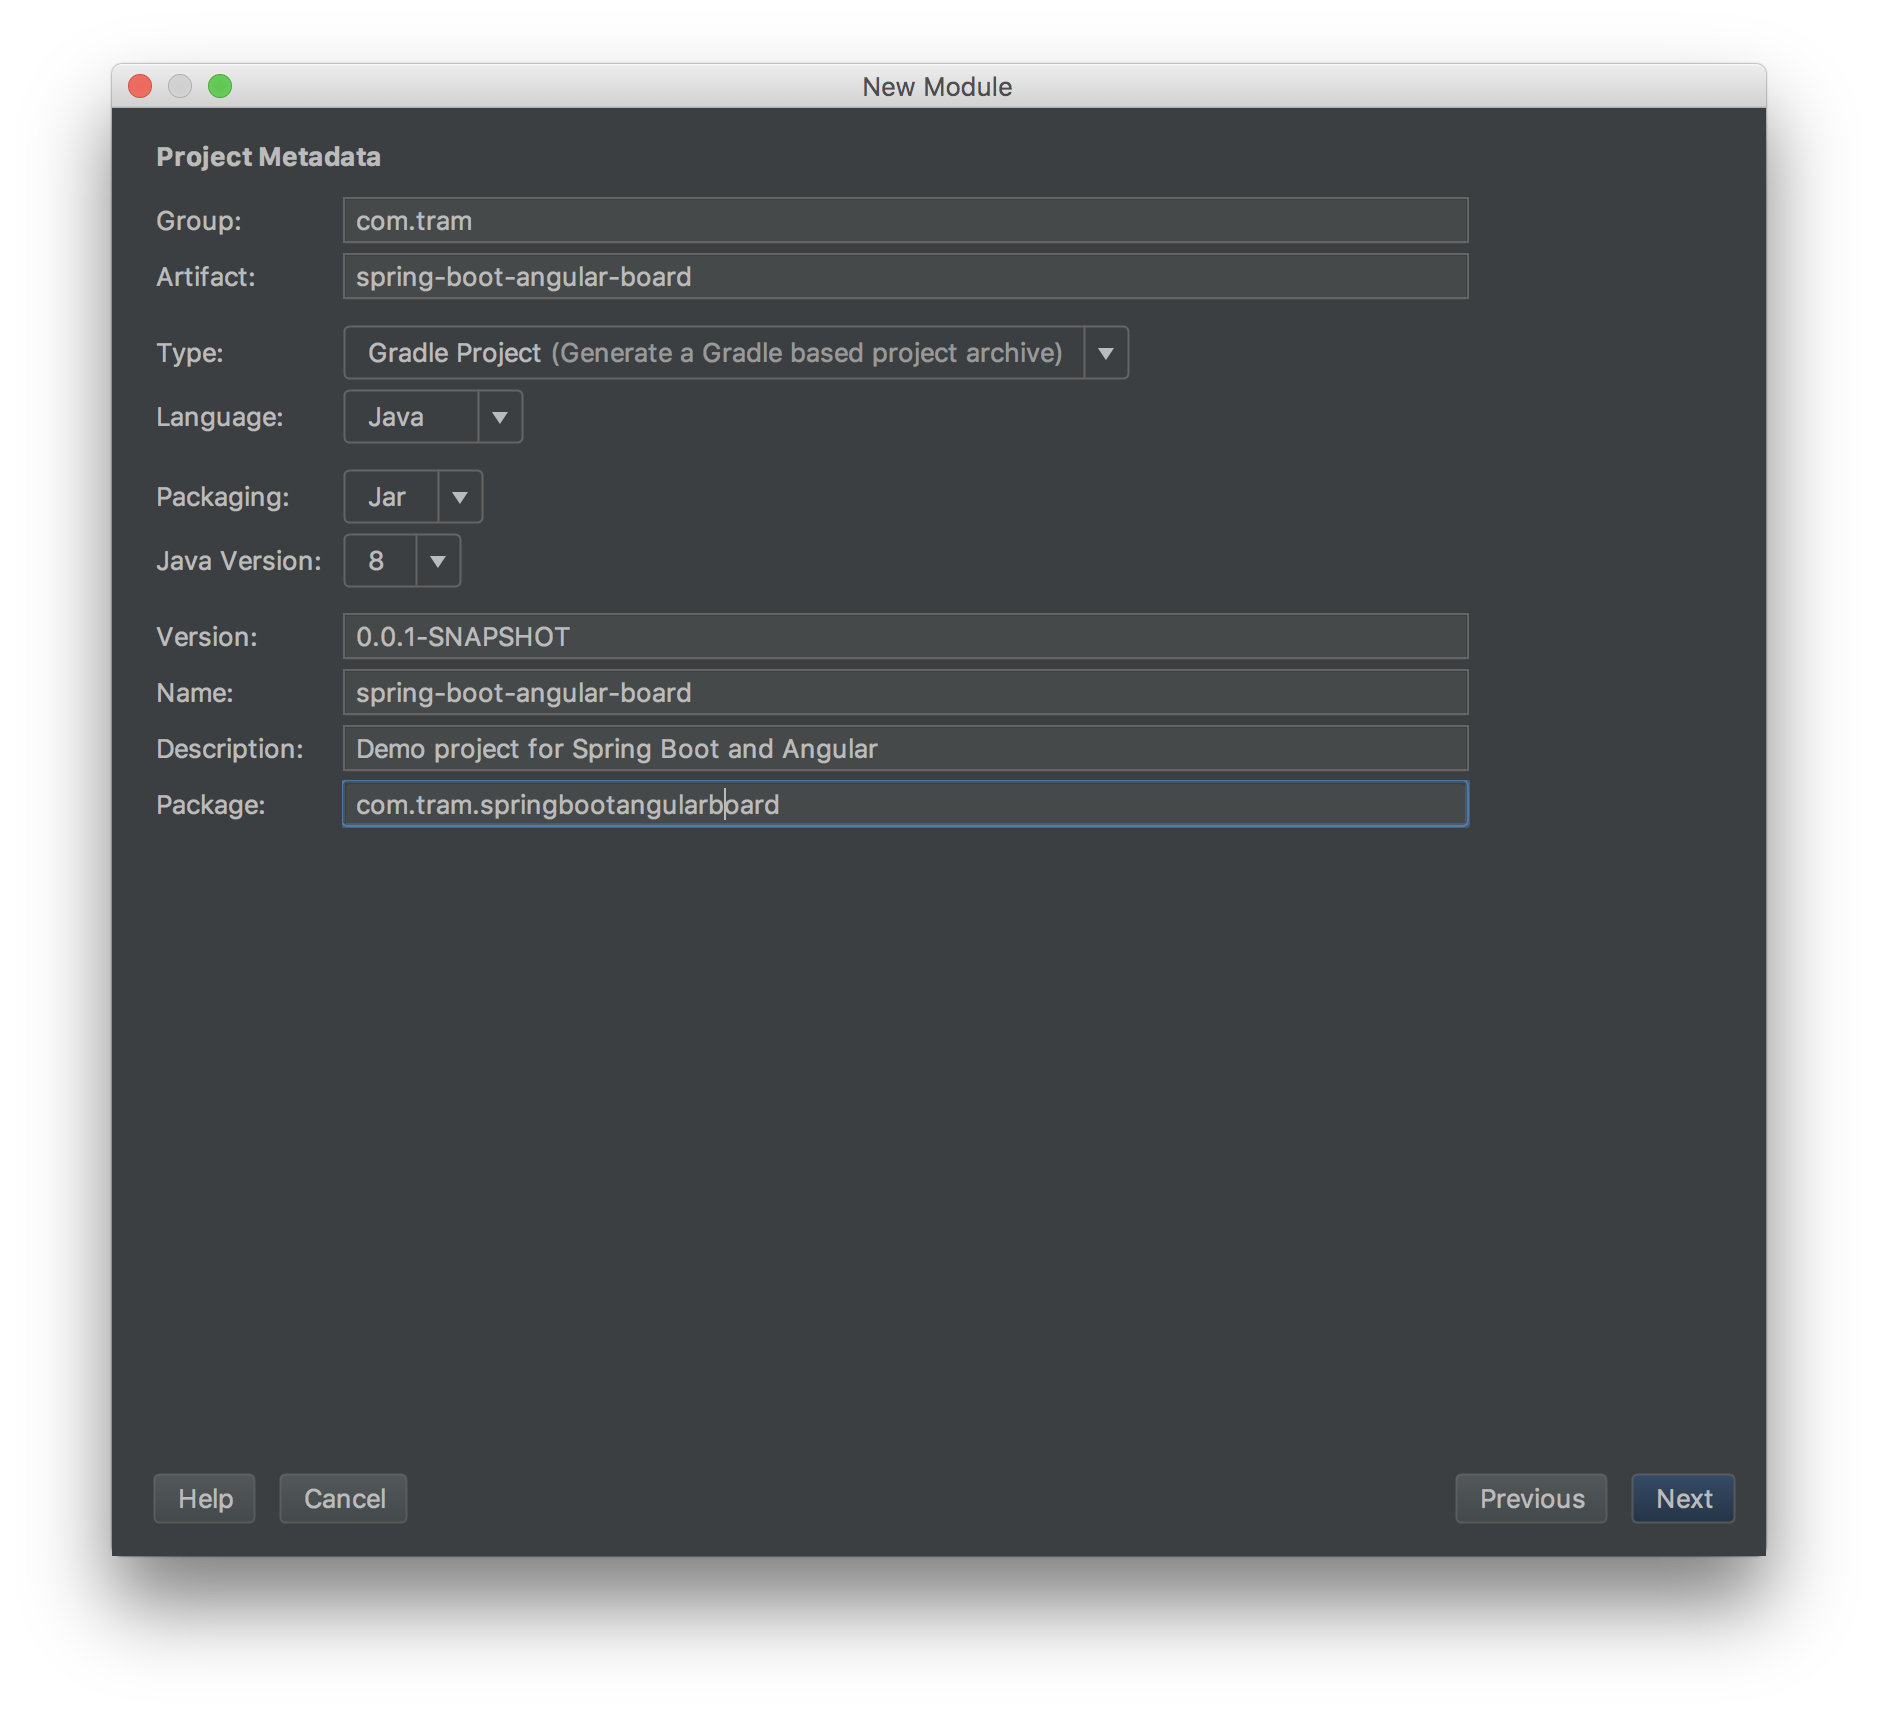 New Module
Project Metadata
Group: com.tram
Artifact: spring-boot-angular-board
Type: Gradle Project (Generate a Gradle based project archive)
Language: Java
Packaging: Jar
Java Version: 8
Version: 0.0.1-SNAPSHOT
Name: spring-boot-angular-board
Description: Demo project for Spring Boot and Angular
Package: com.tram.springbootangularboard
Help Cancel Previous Next